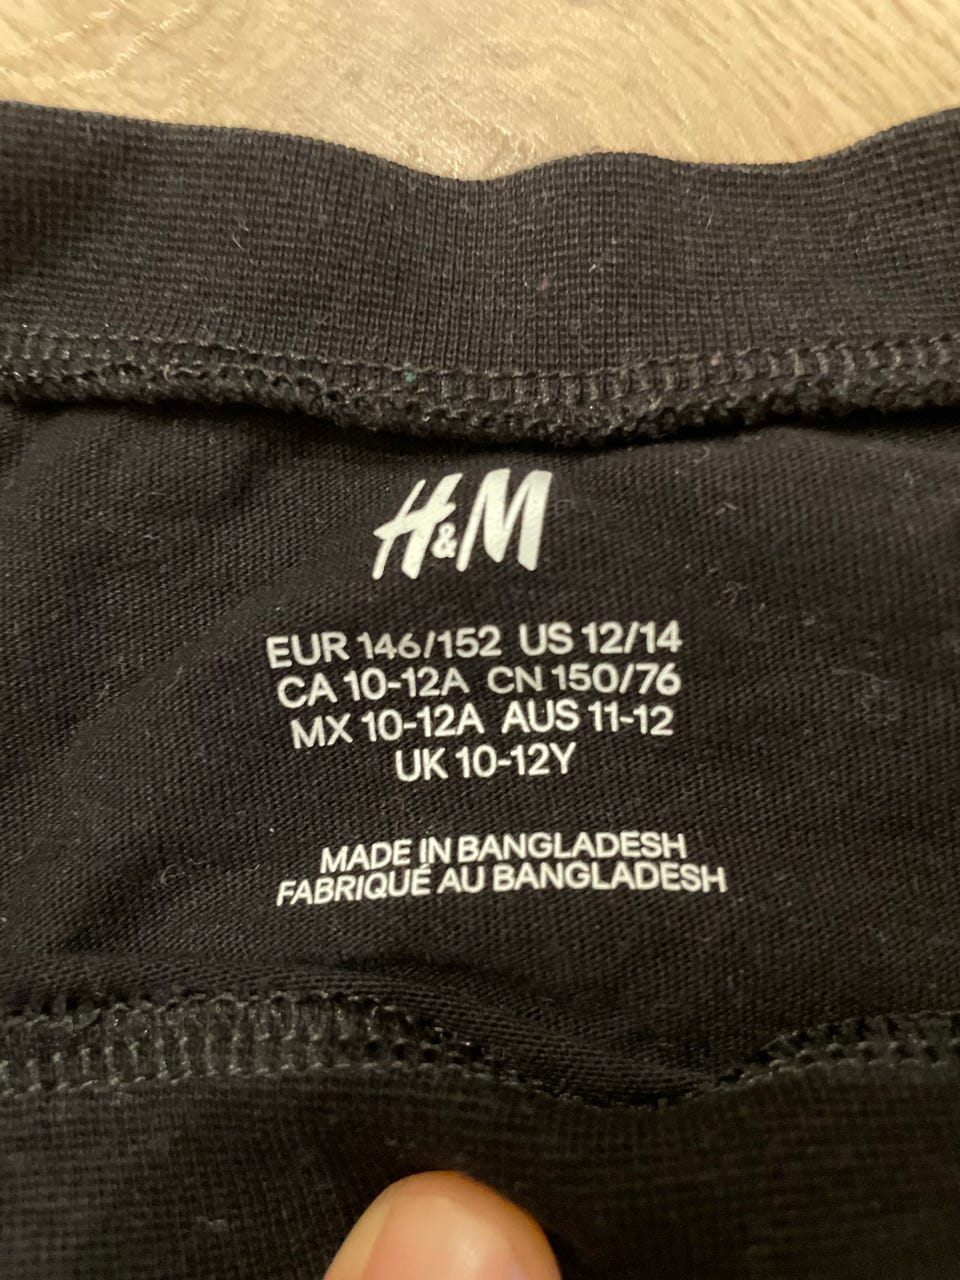 H&M
EUR 146/152 US 12/14
CA 10-12A CN 150/76
MX 10-12A AUS 11-12
UK 10-12Y
MADE IN BANGLADESH
FABRIQUÉ AU BANGLADESH